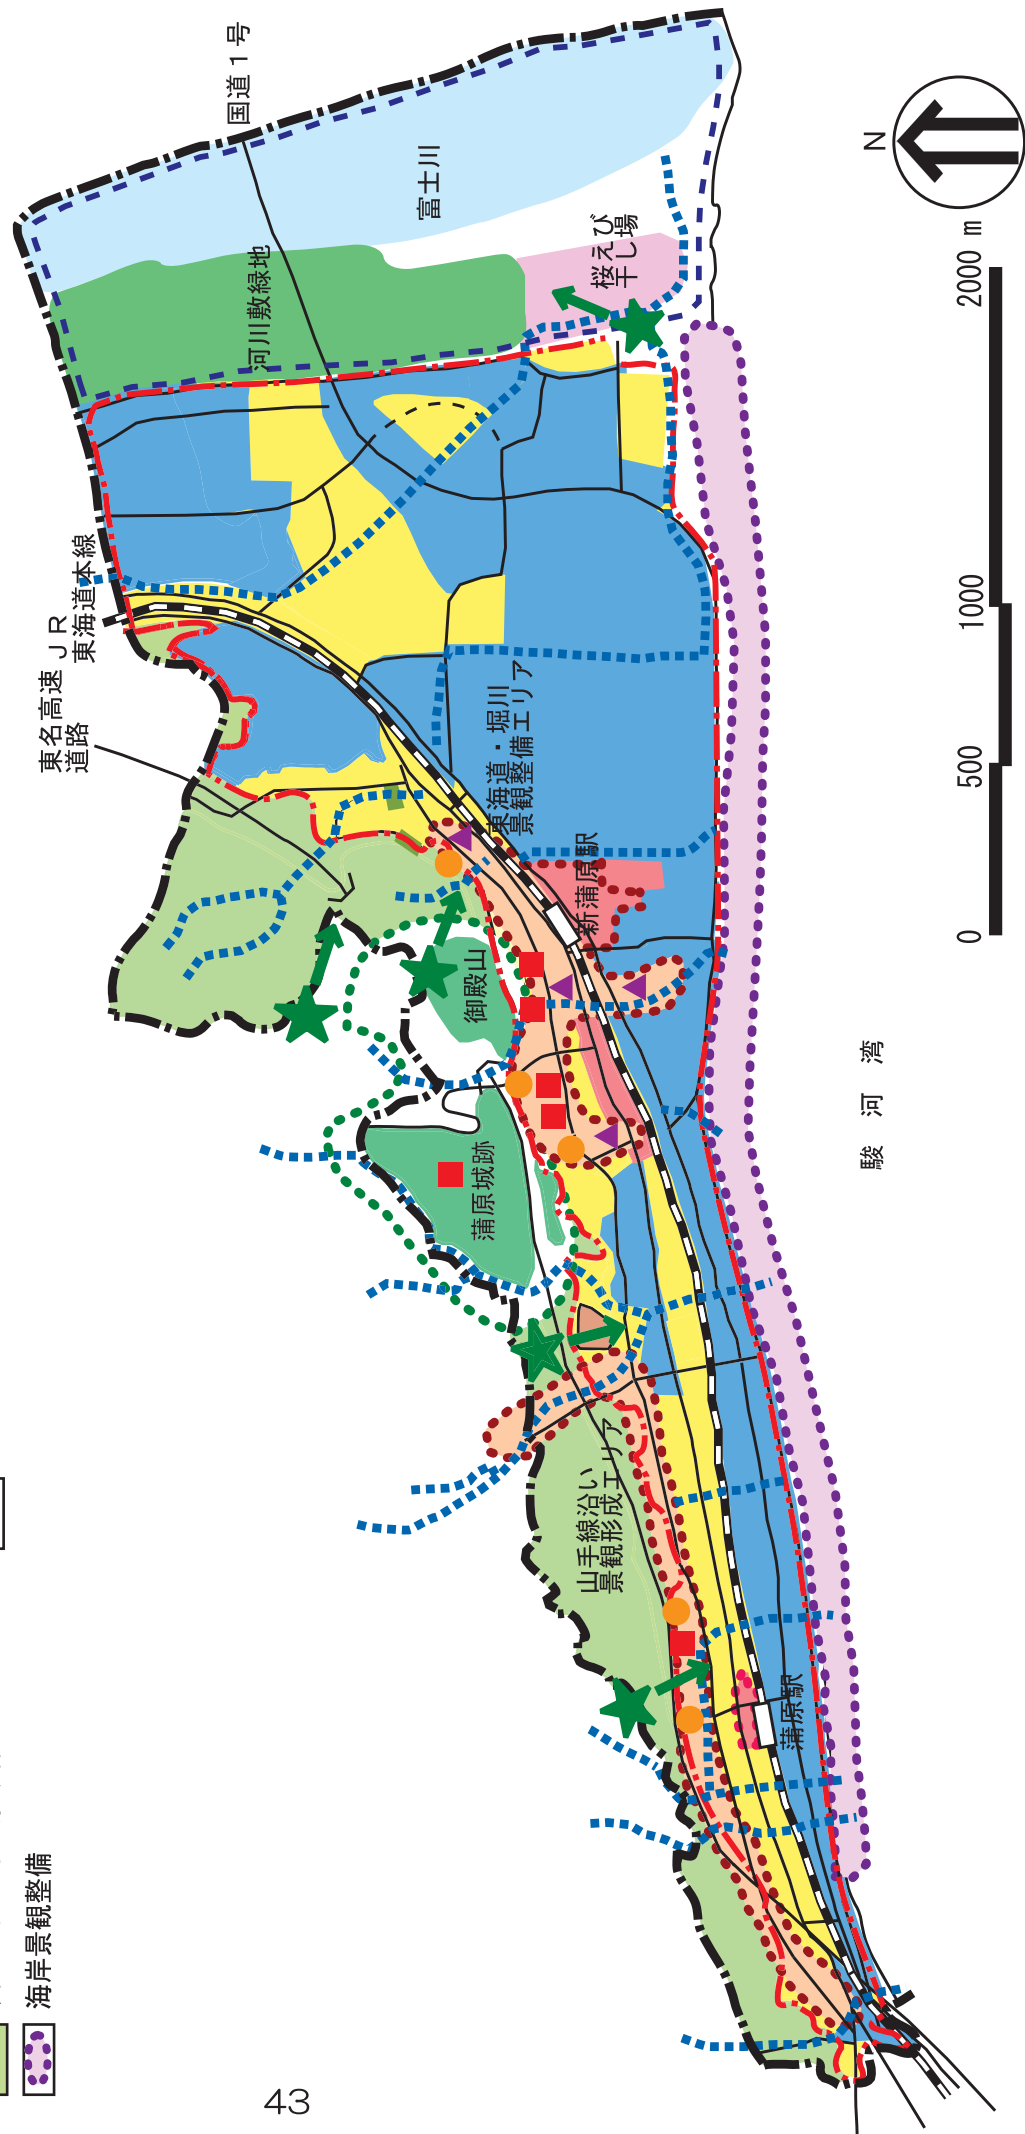 国道１号
富士川
河川敷緑地
桜えび
干し場
N
ＪＲ
東海道本線
東名高速
道路
東海道・堀川
景観整備エリア
新蒲原駅
御殿山
蒲原城跡
山手線沿い
景観形成エリア
蒲原駅
駿河湾
0
500
1000
2000 m
海岸景観整備
43